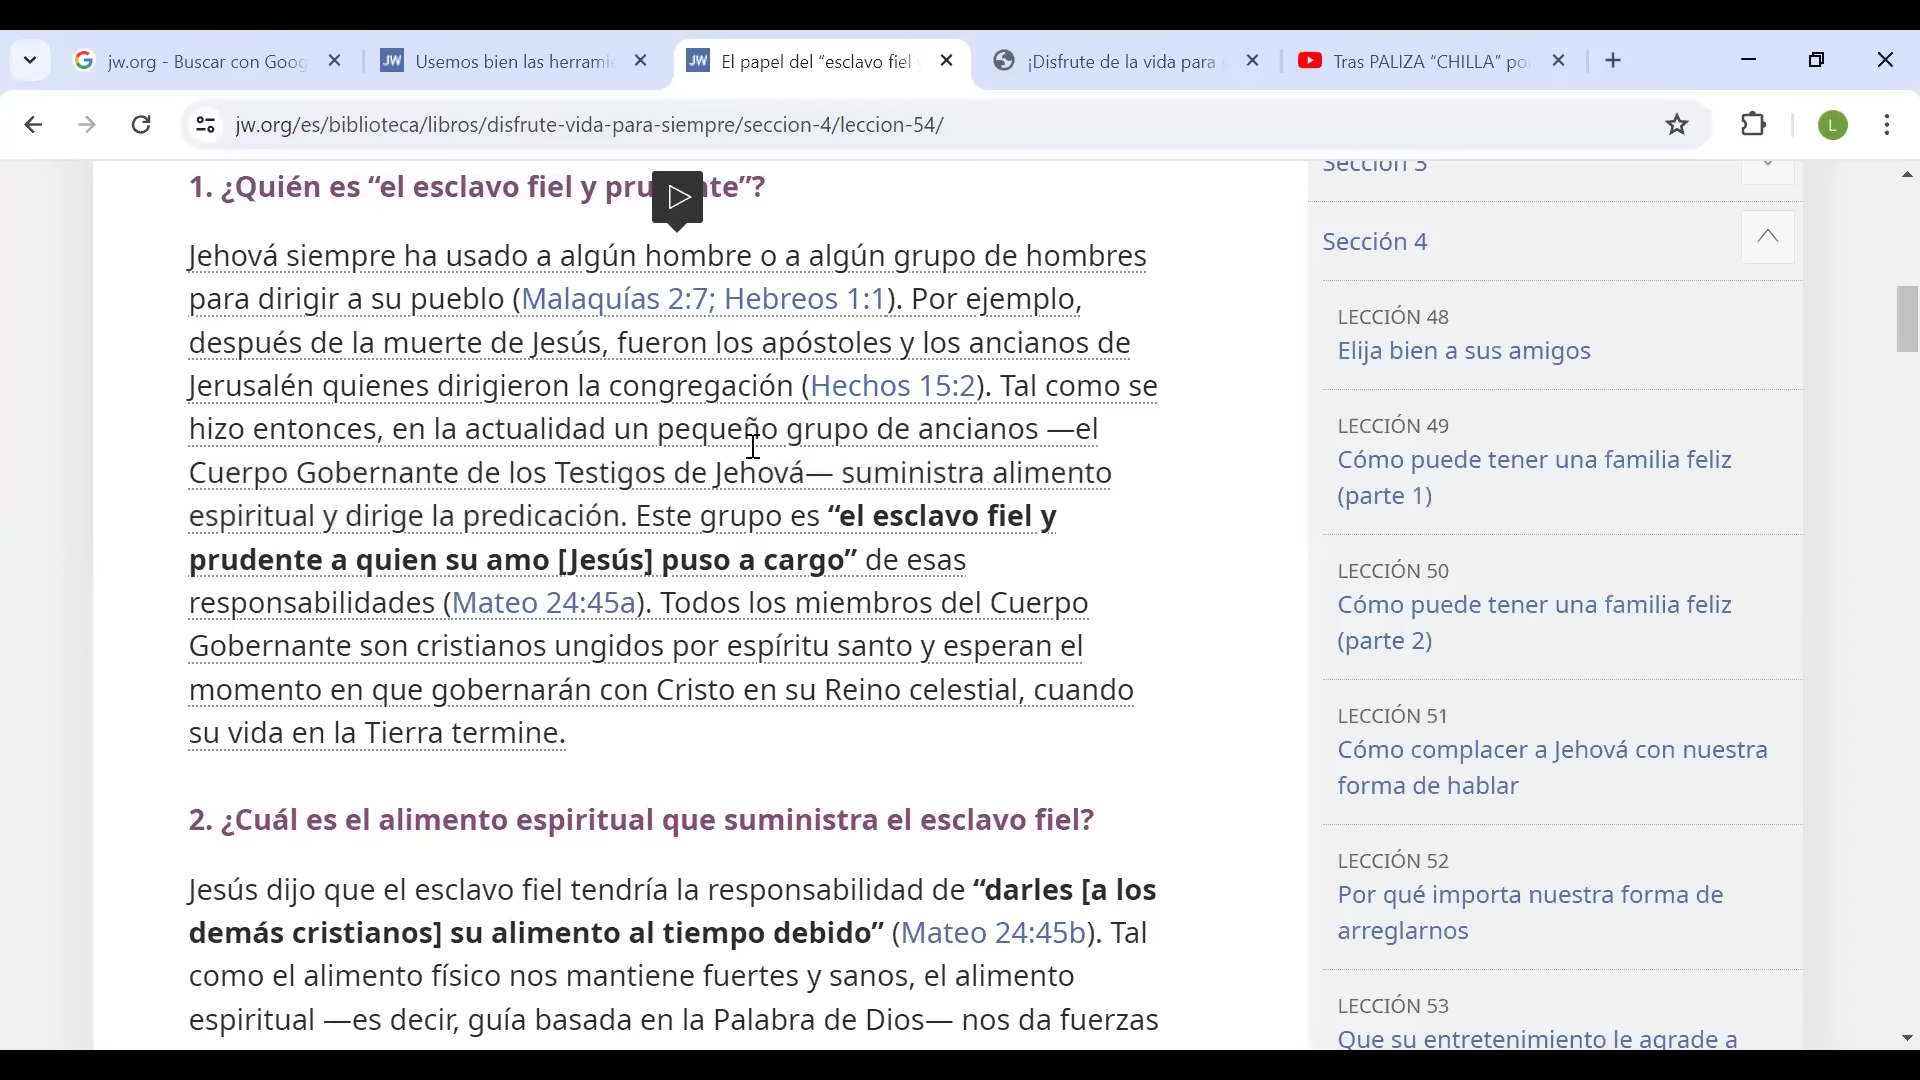 jw.org - Buscar con Goog
Usemos bien las herrami
El papel del “esclavo fiel y
¡Disfrute de la vida para
Tras PALIZA “CHILLA” po
jw.org/es/biblioteca/libros/disfrute-vida-para-siempre/seccion-4/leccion-54/
L
1. ¿Quién es “el esclavo fiel y pru nte”?
Jehová siempre ha usado a algún hombre o a algún grupo de hombres
para dirigir a su pueblo (Malaquías 2:7; Hebreos 1:1). Por ejemplo,
después de la muerte de Jesús, fueron los apóstoles y los ancianos de
Jerusalén quienes dirigieron la congregación (Hechos 15:2). Tal como se
hizo entonces, en la actualidad un pequeño grupo de ancianos —el
Cuerpo Gobernante de los Testigos de Jehová— suministra alimento
espiritual y dirige la predicación. Este grupo es “el esclavo fiel y
prudente a quien su amo [Jesús] puso a cargo” de esas
responsabilidades (Mateo 24:45a). Todos los miembros del Cuerpo
Gobernante son cristianos ungidos por espíritu santo y esperan el
momento en que gobernarán con Cristo en su Reino celestial, cuando
su vida en la Tierra termine.
2. ¿Cuál es el alimento espiritual que suministra el esclavo fiel?
Jesús dijo que el esclavo fiel tendría la responsabilidad de “darles [a los
demás cristianos] su alimento al tiempo debido” (Mateo 24:45b). Tal
como el alimento físico nos mantiene fuertes y sanos, el alimento
espiritual —es decir, guía basada en la Palabra de Dios— nos da fuerzas
Sección 3
Sección 4
LECCIÓN 48
Elija bien a sus amigos
LECCIÓN 49
Cómo puede tener una familia feliz
(parte 1)
LECCIÓN 50
Cómo puede tener una familia feliz
(parte 2)
LECCIÓN 51
Cómo complacer a Jehová con nuestra
forma de hablar
LECCIÓN 52
Por qué importa nuestra forma de
arreglarnos
LECCIÓN 53
Que su entretenimiento le agrade a